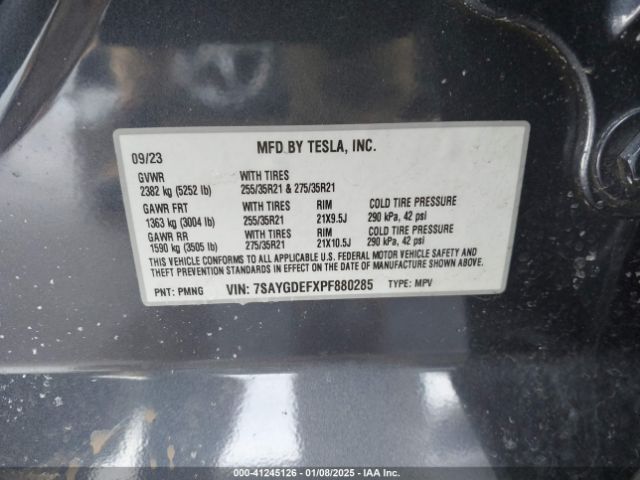 MFD BY TESLA, INC.
09/23
GVWR WITH TIRES
2382 kg (5252 lb) 255/35R21 & 275/35R21
GAWR FRT WITH TIRES RIM COLD TIRE PRESSURE
1363 kg (3004 lb) 255/35R21 21X9.5J 290 kPa, 42 psi
GAWR RR WITH TIRES RIM COLD TIRE PRESSURE
1590 kg (3505 lb) 275/35R21 21X10.5J 290 kPa, 42 psi
THIS VEHICLE CONFORMS TO ALL APPLICABLE U.S. FEDERAL MOTOR VEHICLE SAFETY AND
THEFT PREVENTION STANDARDS IN EFFECT ON THE DATE OF MANUFACTURE SHOWN ABOVE.
PNT: PMNG VIN: 7SAYGDEFXPF880285 TYPE: MPV
000-41245126 - 01/08/2025 - IAA Inc.